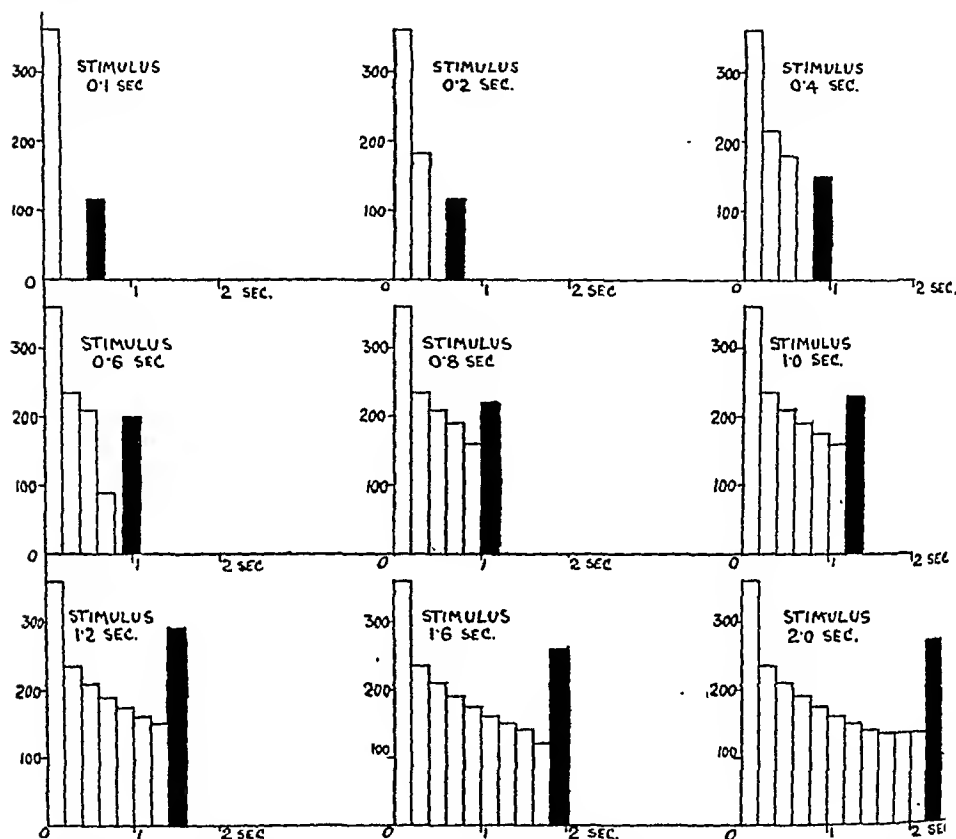 STIMULUS
0·1 SEC
300
200
100
0
1
2 SEC.
STIMULUS
0·2 SEC.
300
200
100
0
1
2 SEC
STIMULUS
0·4 SEC.
300
200
100
0
1
2 SEC.
STIMULUS
0·6 SEC
300
200
100
0
1
2 SEC
STIMULUS
0·8 SEC.
300
200
100
0
1
2 SEC
STIMULUS
1·0 SEC.
300
200
100
0
1
2 SEC
STIMULUS
1·2 SEC.
300
200
100
0
1
2 SEC
STIMULUS
1·6 SEC.
300
200
100
0
1
2 SEC
STIMULUS
2·0 SEC.
300
200
100
0
1
2 SEC